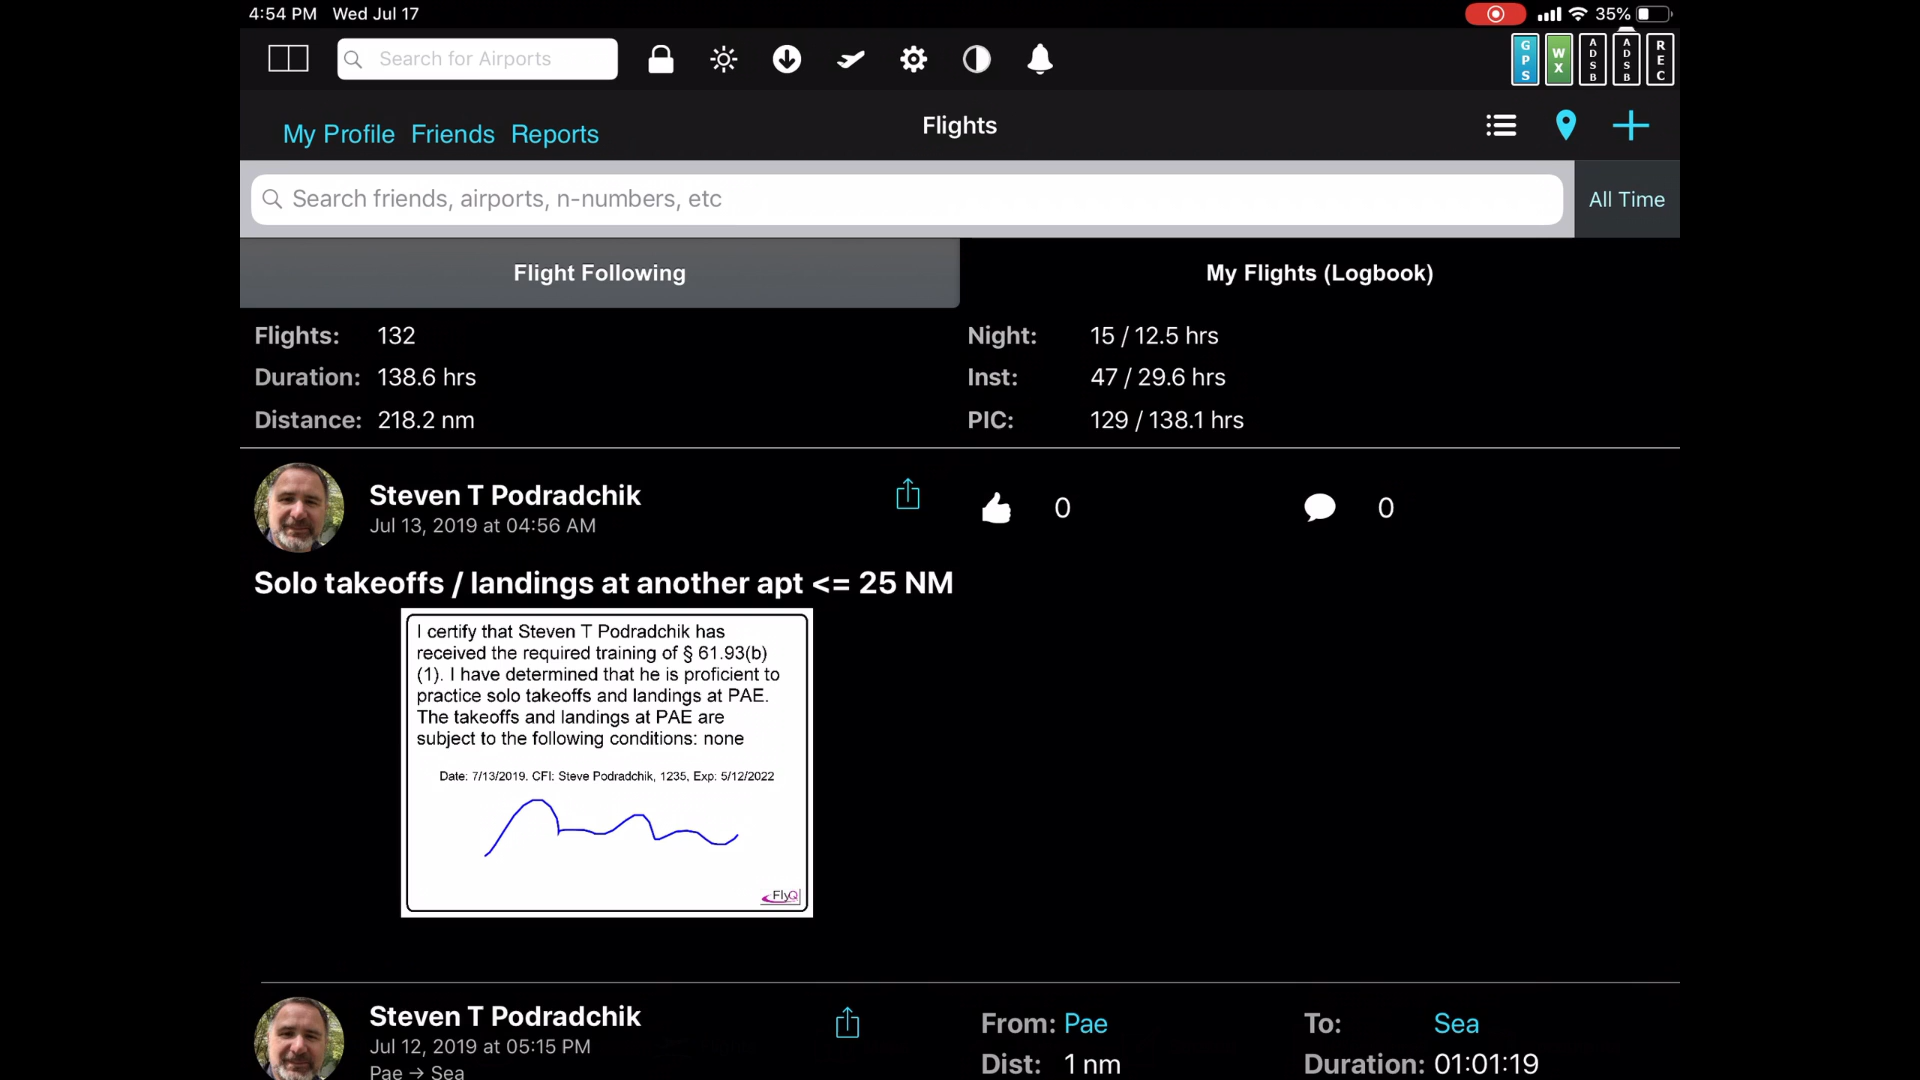 4:54 PM Wed Jul 17
35%
Search for Airports
GPS WX ADSB ADSB REC
My Profile Friends Reports
Flights
Search friends, airports, n-numbers, etc
All Time
Flight Following
My Flights (Logbook)
Flights: 132
Night: 15 / 12.5 hrs
Duration: 138.6 hrs
Inst: 47 / 29.6 hrs
Distance: 218.2 nm
PIC: 129 / 138.1 hrs
Steven T Podradchik
Jul 13, 2019 at 04:56 AM
0
0
Solo takeoffs / landings at another apt <= 25 NM
I certify that Steven T Podradchik has
received the required training of § 61.93(b)
(1). I have determined that he is proficient to
practice solo takeoffs and landings at PAE.
The takeoffs and landings at PAE are
subject to the following conditions: none
Date: 7/13/2019. CFI: Steve Podradchik, 1235, Exp: 5/12/2022
FlyQ
Steven T Podradchik
Jul 12, 2019 at 05:15 PM
Pae → Sea
From: Pae
To: Sea
Dist: 1 nm
Duration: 01:01:19